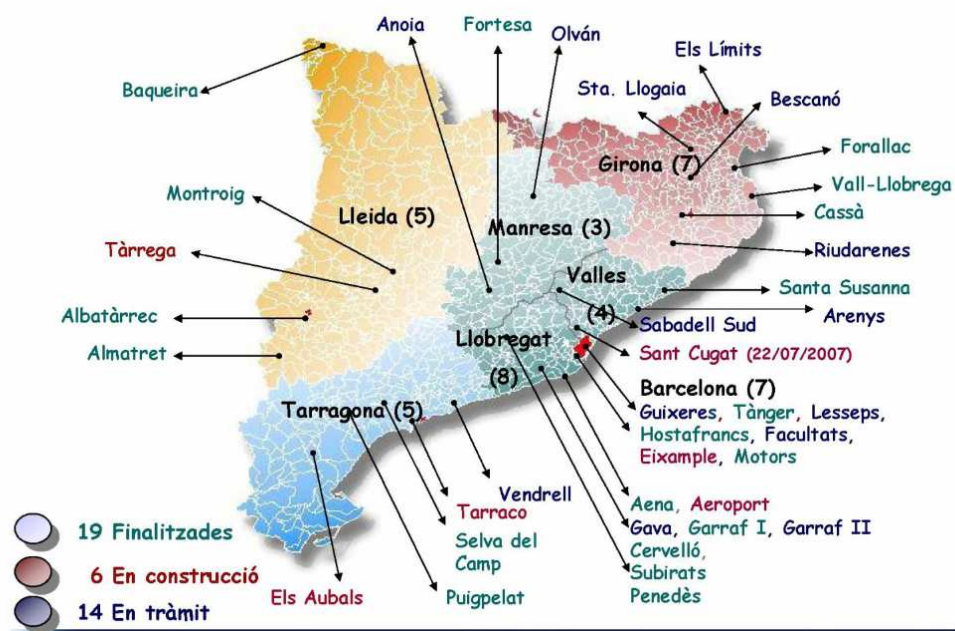 Anoia
Fortesa
Olván
Els Límits
Baqueira
Sta. Llogaia
Bescanó
Girona (7)
Forallac
Montroig
Vall-Llobrega
Lleida (5)
Manresa (3)
Cassà
Tàrrega
Riudarenes
Valles
(4)
Santa Susanna
Albatàrrec
Arenys
Sabadell Sud
Llobregat
(8)
Almatret
Sant Cugat (22/07/2007)
Barcelona (7)
Tarragona (5)
Guixeres, Tànger, Lesseps,
Hostafrancs, Facultats,
Eixample, Motors
Vendrell
Aena, Aeroport
Tarraco
Gava, Garraf I, Garraf II
Selva del
Camp
Cervelló,
Subirats
Penedès
Els Aubals
Puigpelat
19 Finalitzades
6 En construcció
14 En tràmit